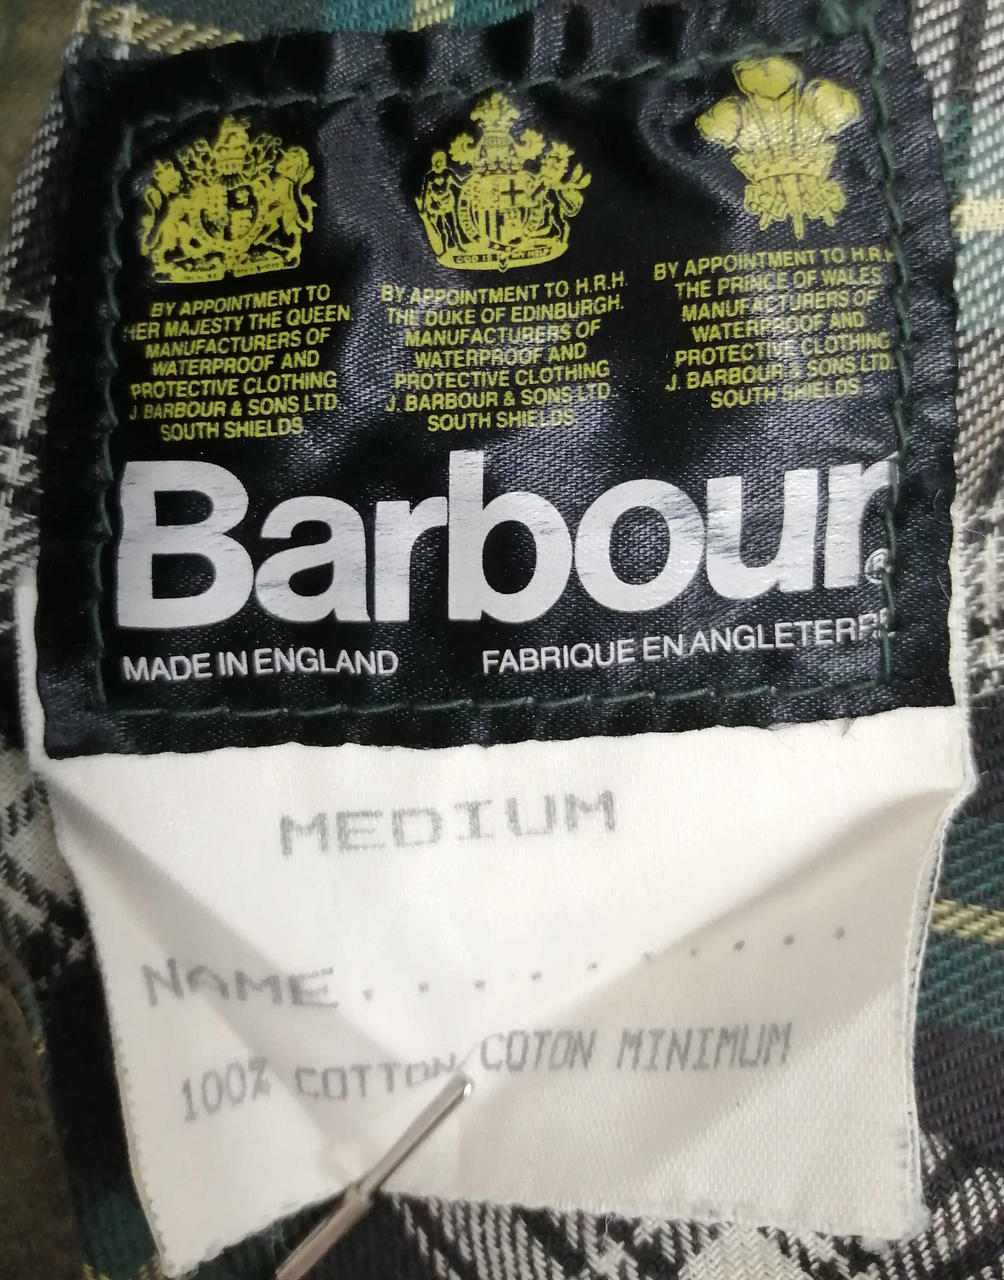 BY APPOINTMENT TO
HER MAJESTY THE QUEEN
MANUFACTURERS OF
WATERPROOF AND
PROTECTIVE CLOTHING
J. BARBOUR & SONS LTD.
SOUTH SHIELDS.
BY APPOINTMENT TO H.R.H.
THE DUKE OF EDINBURGH.
MANUFACTURERS OF
WATERPROOF AND
PROTECTIVE CLOTHING
J. BARBOUR & SONS LTD.
SOUTH SHIELDS.
BY APPOINTMENT TO H.R.H
THE PRINCE OF WALES
MANUFACTURERS OF
WATERPROOF AND
PROTECTIVE CLOTHING
J. BARBOUR & SONS LTD.
SOUTH SHIELDS
Barbour®
MADE IN ENGLAND FABRIQUE EN ANGLETERRE
MEDIUM
NAME..........
100% COTTON/COTON MINIMUM